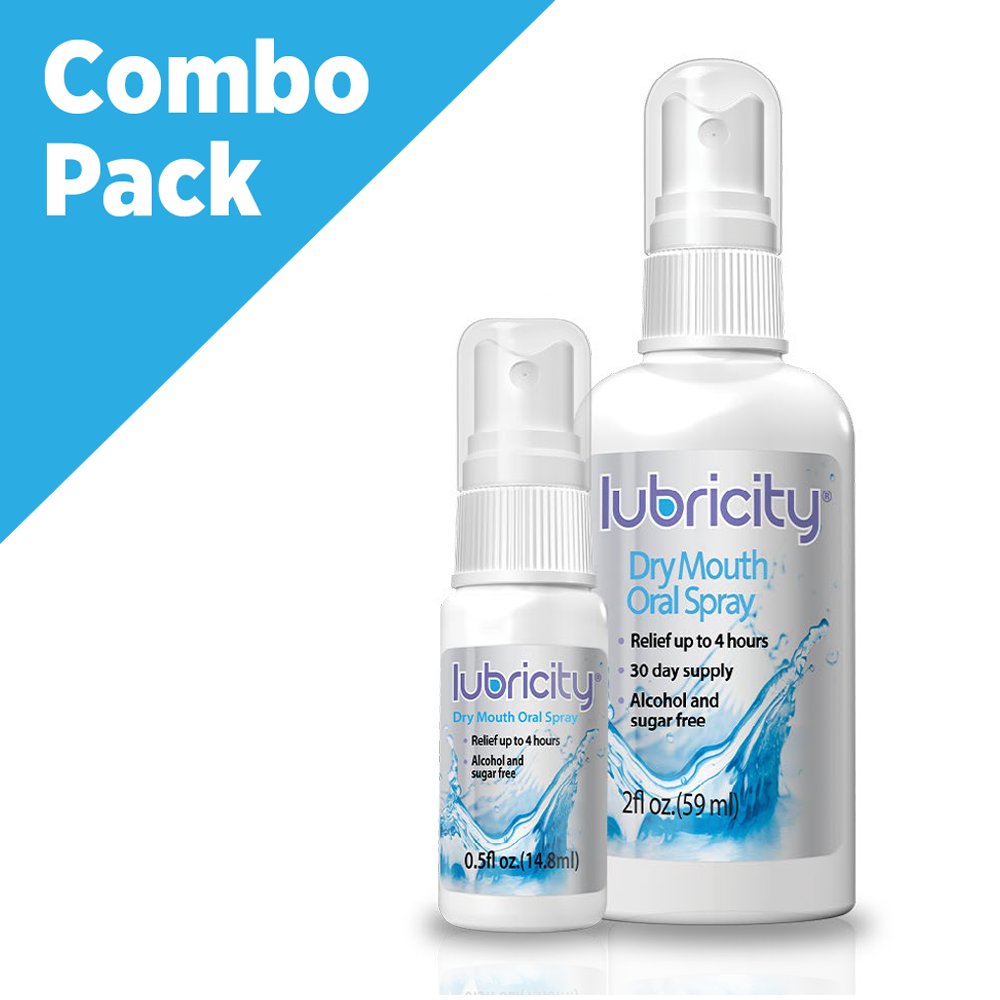 Combo
Pack
lubricity®
Dry Mouth
Oral Spray
• Relief up to 4 hours
• 30 day supply
• Alcohol and
sugar free
2fl oz.(59 ml)
lubricity®
Dry Mouth Oral Spray
• Relief up to 4 hours
• Alcohol and
sugar free
0.5fl oz.(14.8ml)